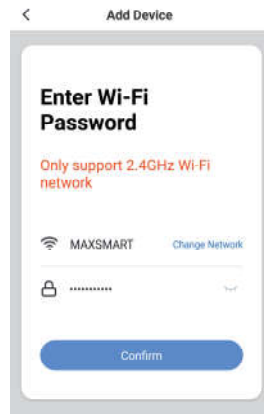 Add Device
Enter Wi-Fi
Password
Only support 2.4GHz Wi-Fi
network
MAXSMART Change Network
•••••••••••
Confirm